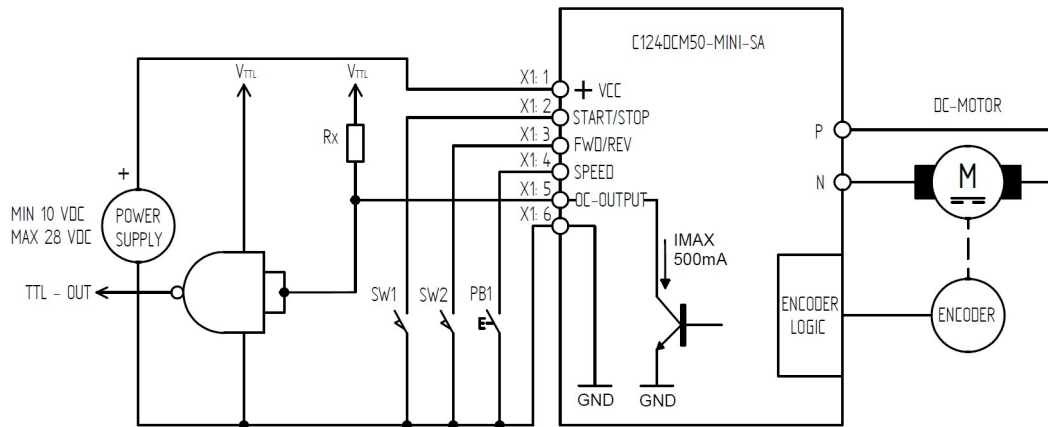 C124DCM50-MINI-SA
VTTL
VTTL
X1: 1
+ VCC
X1: 2
START/STOP
DC-MOTOR
Rx
X1: 3
FWD/REV
P
X1: 4
SPEED
+
X1: 5
OC-OUTPUT
N
M
X1: 6
MIN 10 VDC
MAX 28 VDC
POWER
SUPPLY
IMAX
500mA
TTL - OUT
SW1
SW2
PB1
E
ENCODER
LOGIC
ENCODER
GND
GND